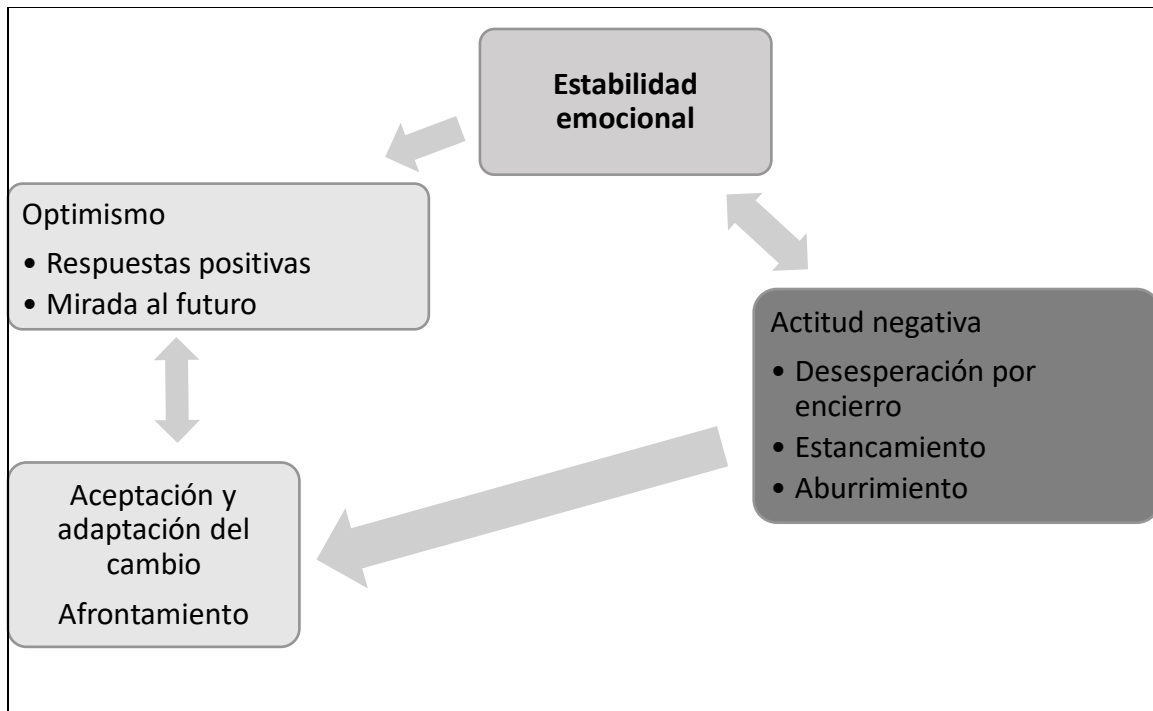 Estabilidad
emocional
Optimismo
• Respuestas positivas
• Mirada al futuro
Actitud negativa
• Desesperación por
encierro
• Estancamiento
• Aburrimiento
Aceptación y
adaptación del
cambio
Afrontamiento